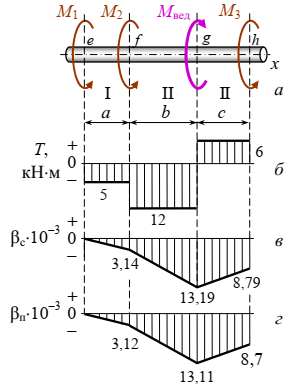 M₁ M₂ Mвед M₃
e f g h x
I II II а
a b c
T, кН·м + 0 − 5 12 6 б
βс·10⁻³ + 0 − 3,14 13,19 8,79 в
βп·10⁻³ + 0 − 3,12 13,11 8,7 г